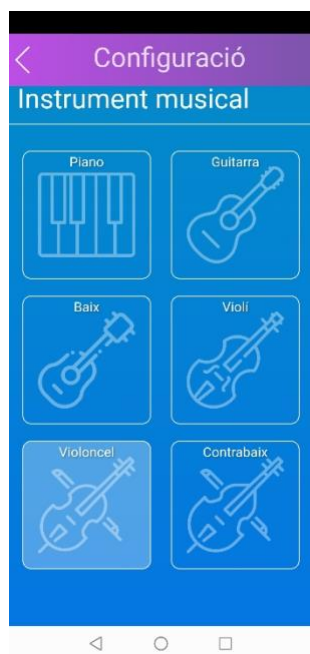 Configuració
Instrument musical
Piano
Guitarra
Baix
Violí
Violoncel
Contrabaix